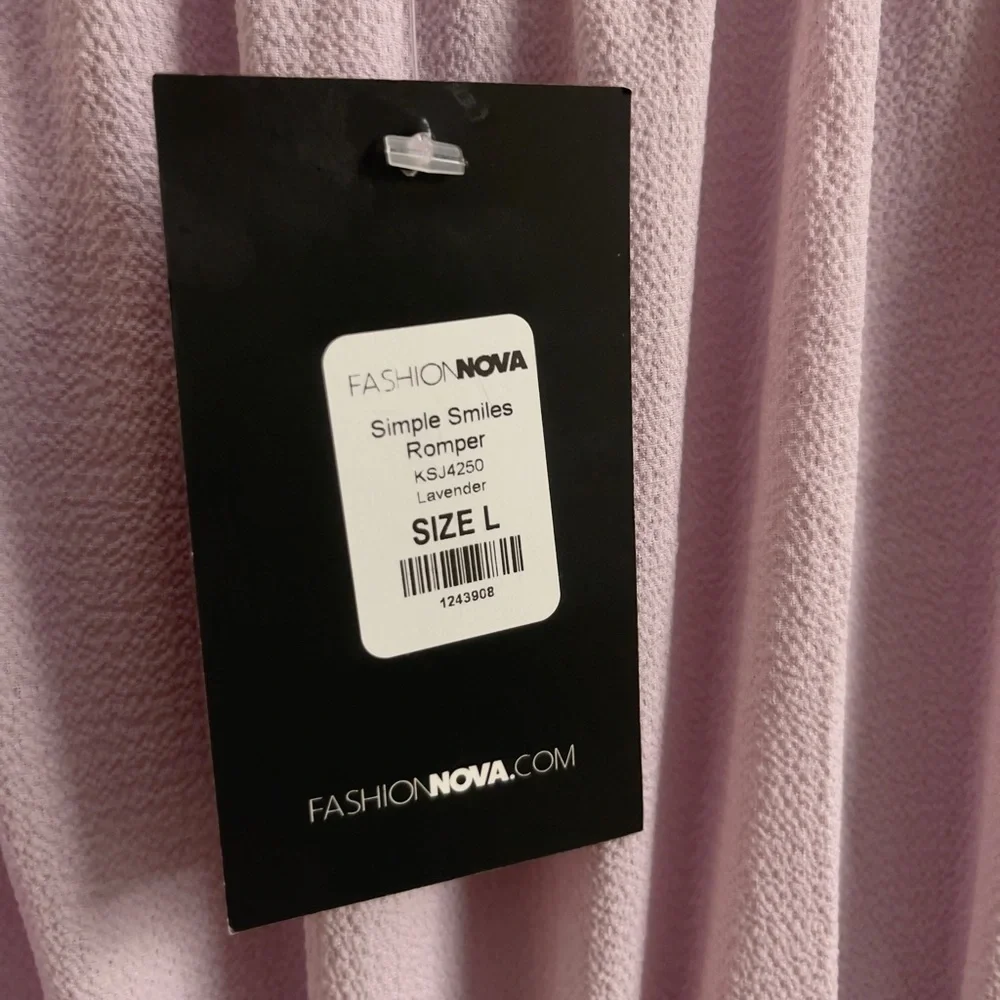 FASHIONNOVA
Simple Smiles
Romper
KSJ4250
Lavender
SIZE L
1243908
FASHIONNOVA.COM